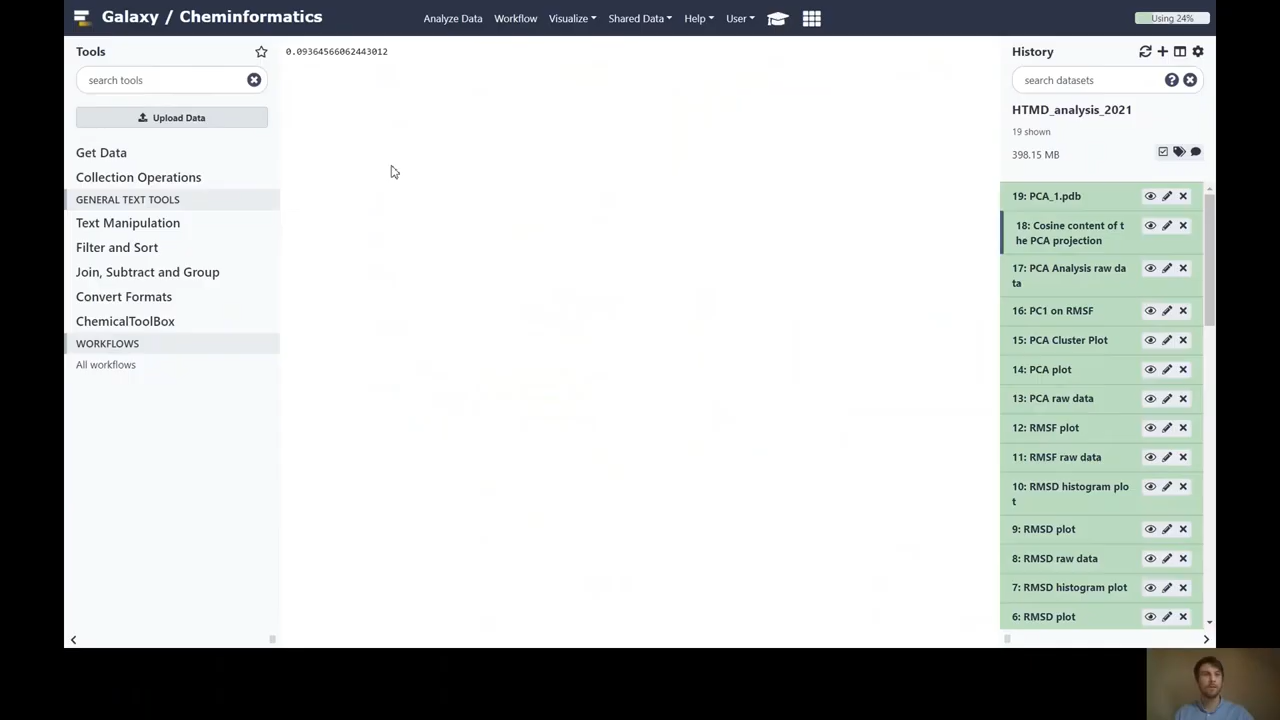 Galaxy / Cheminformatics
Analyze Data Workflow Visualize Shared Data Help User
Using 24%
Tools
search tools
Upload Data
Get Data
Collection Operations
GENERAL TEXT TOOLS
Text Manipulation
Filter and Sort
Join, Subtract and Group
Convert Formats
ChemicalToolBox
WORKFLOWS
All workflows
0.09364566062443012
History
search datasets
HTMD_analysis_2021
19 shown
398.15 MB
19: PCA_1.pdb
18: Cosine content of t
he PCA projection
17: PCA Analysis raw da
ta
16: PC1 on RMSF
15: PCA Cluster Plot
14: PCA plot
13: PCA raw data
12: RMSF plot
11: RMSF raw data
10: RMSD histogram plo
t
9: RMSD plot
8: RMSD raw data
7: RMSD histogram plot
6: RMSD plot